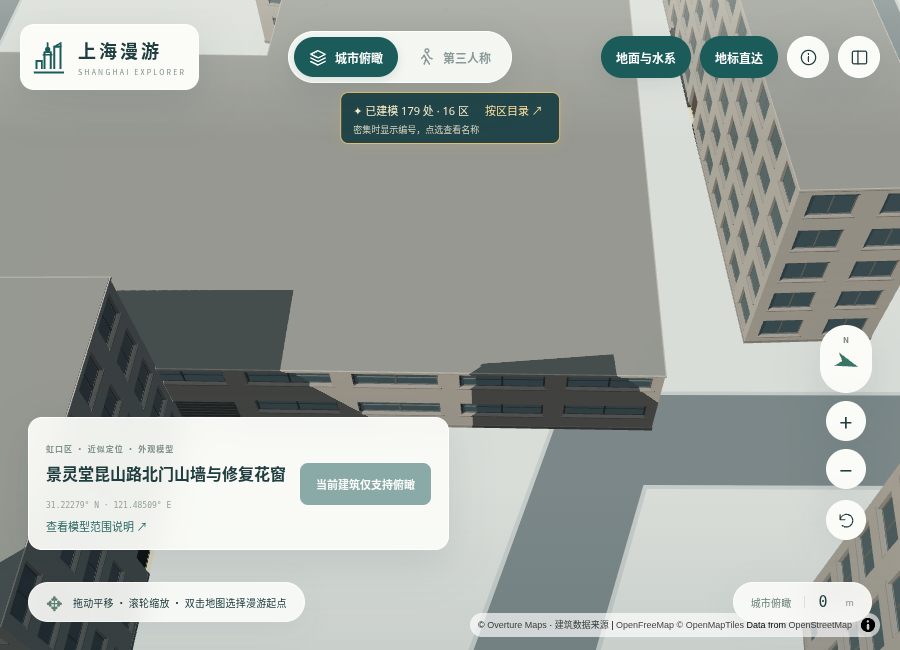 上海漫游
SHANGHAI EXPLORER
城市俯瞰
第三人称
地面与水系
地标直达
✦ 已建模 179 处 · 16 区 按区目录 ↗
密集时显示编号，点选查看名称
N
虹口区 · 近似定位 · 外观模型
景灵堂昆山路北门山墙与修复花窗
当前建筑仅支持俯瞰
31.22279° N · 121.48509° E
查看模型范围说明 ↗
拖动平移 · 滚轮缩放 · 双击地图选择漫游起点
城市俯瞰 0 m
© Overture Maps · 建筑数据来源 | OpenFreeMap © OpenMapTiles Data from OpenStreetMap